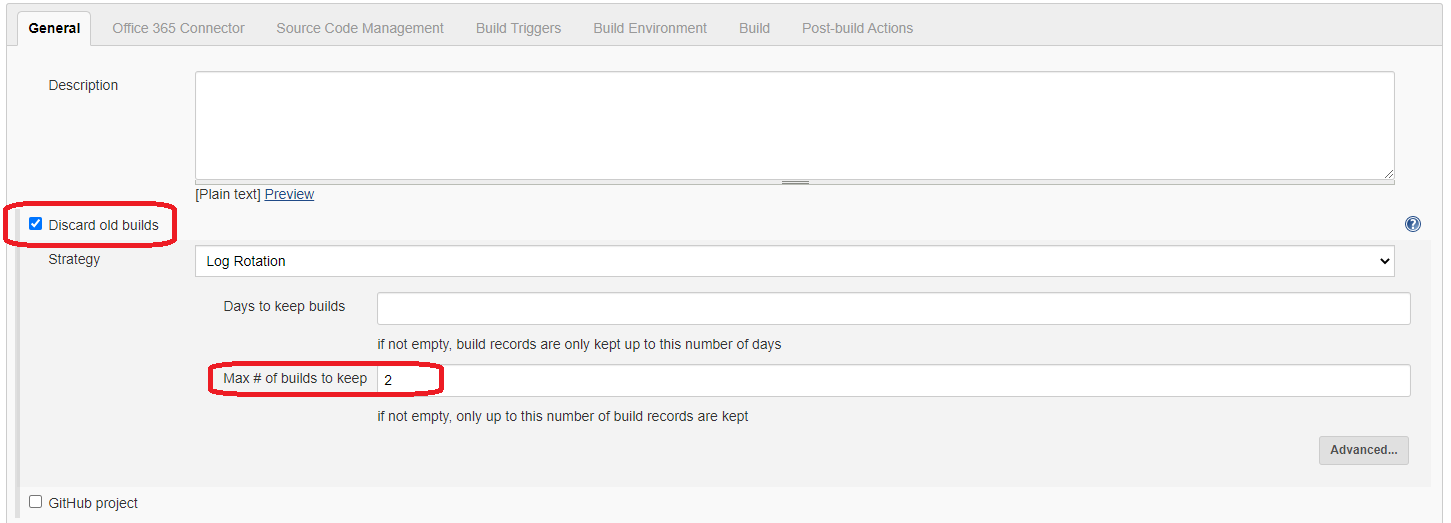 General Office 365 Connector Source Code Management Build Triggers Build Environment Build Post-build Actions
Description
[Plain text] Preview
Discard old builds ?
Strategy Log Rotation
Days to keep builds
if not empty, build records are only kept up to this number of days
Max # of builds to keep 2
if not empty, only up to this number of build records are kept
Advanced...
GitHub project